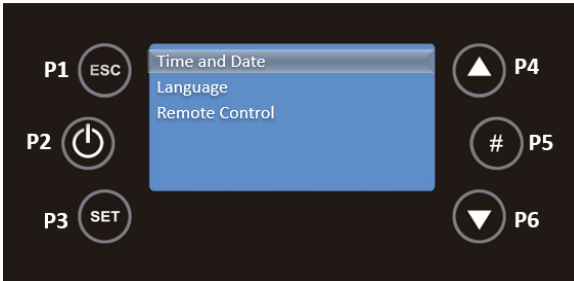 P1 ESC Time and Date P4
Language
Remote Control
P2 # P5
P3 SET P6